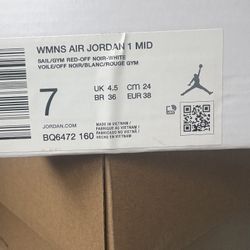 WMNS AIR JORDAN 1 MID
SAIL/GYM RED-OFF NOIR-WHITE
VOILE/OFF NOIR/BLANC/ROUGE GYM
7
UK 4.5 CM 24
BR 36 EUR 38
JORDAN.COM
BQ6472 160
MADE IN VIETNAM